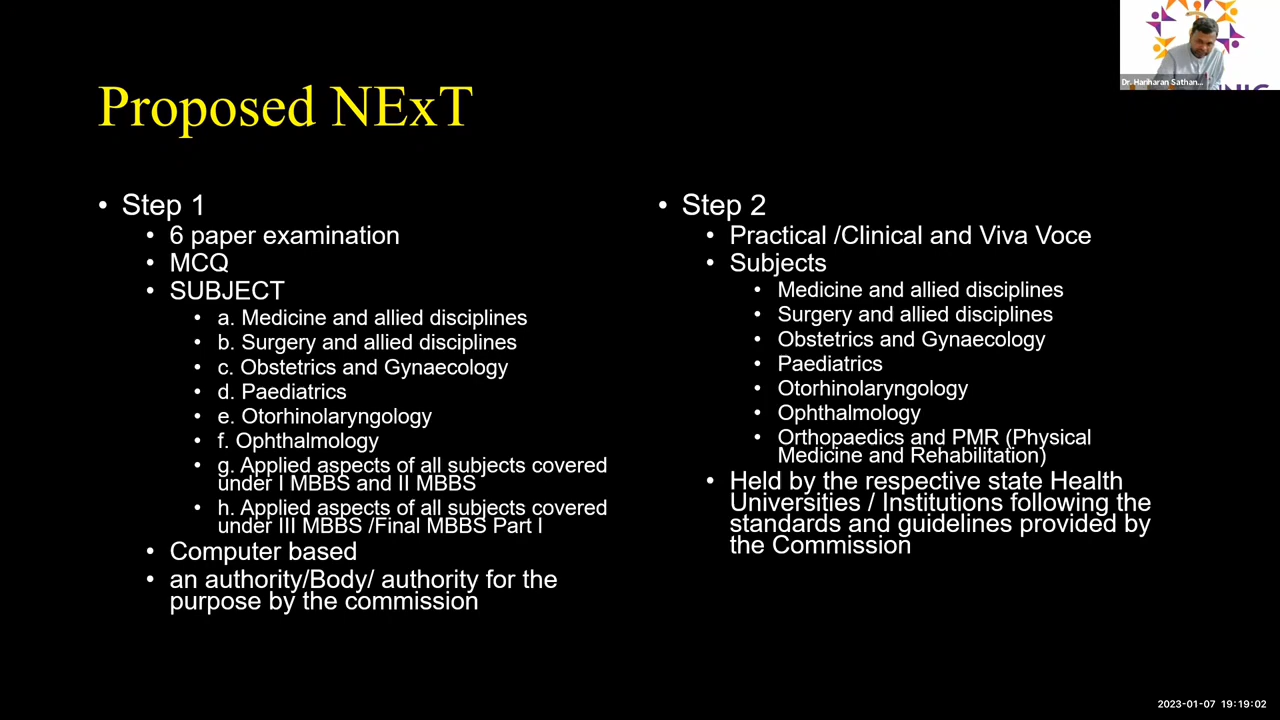 Proposed NExT
• Step 1
• 6 paper examination
• MCQ
• SUBJECT
• a. Medicine and allied disciplines
• b. Surgery and allied disciplines
• c. Obstetrics and Gynaecology
• d. Paediatrics
• e. Otorhinolaryngology
• f. Ophthalmology
• g. Applied aspects of all subjects covered
under I MBBS and II MBBS
• h. Applied aspects of all subjects covered
under III MBBS /Final MBBS Part I
• Computer based
• an authority/Body/ authority for the
purpose by the commission
• Step 2
• Practical /Clinical and Viva Voce
• Subjects
• Medicine and allied disciplines
• Surgery and allied disciplines
• Obstetrics and Gynaecology
• Paediatrics
• Otorhinolaryngology
• Ophthalmology
• Orthopaedics and PMR (Physical
Medicine and Rehabilitation)
• Held by the respective state Health
Universities / Institutions following the
standards and guidelines provided by
the Commission
Dr. Hariharan Sathan...
2023-01-07 19:19:02